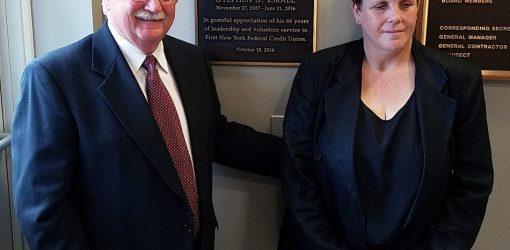 STEPHEN J. ISRAEL
November 27, 1927 - June 21, 2016
In grateful appreciation of his 66 years
of leadership and volunteer service to
First New York Federal Credit Union.
October 19, 2016
BOARD MEMBERS
CORRESPONDING SECRE
GENERAL MANAGER
GENERAL CONTRACTOR